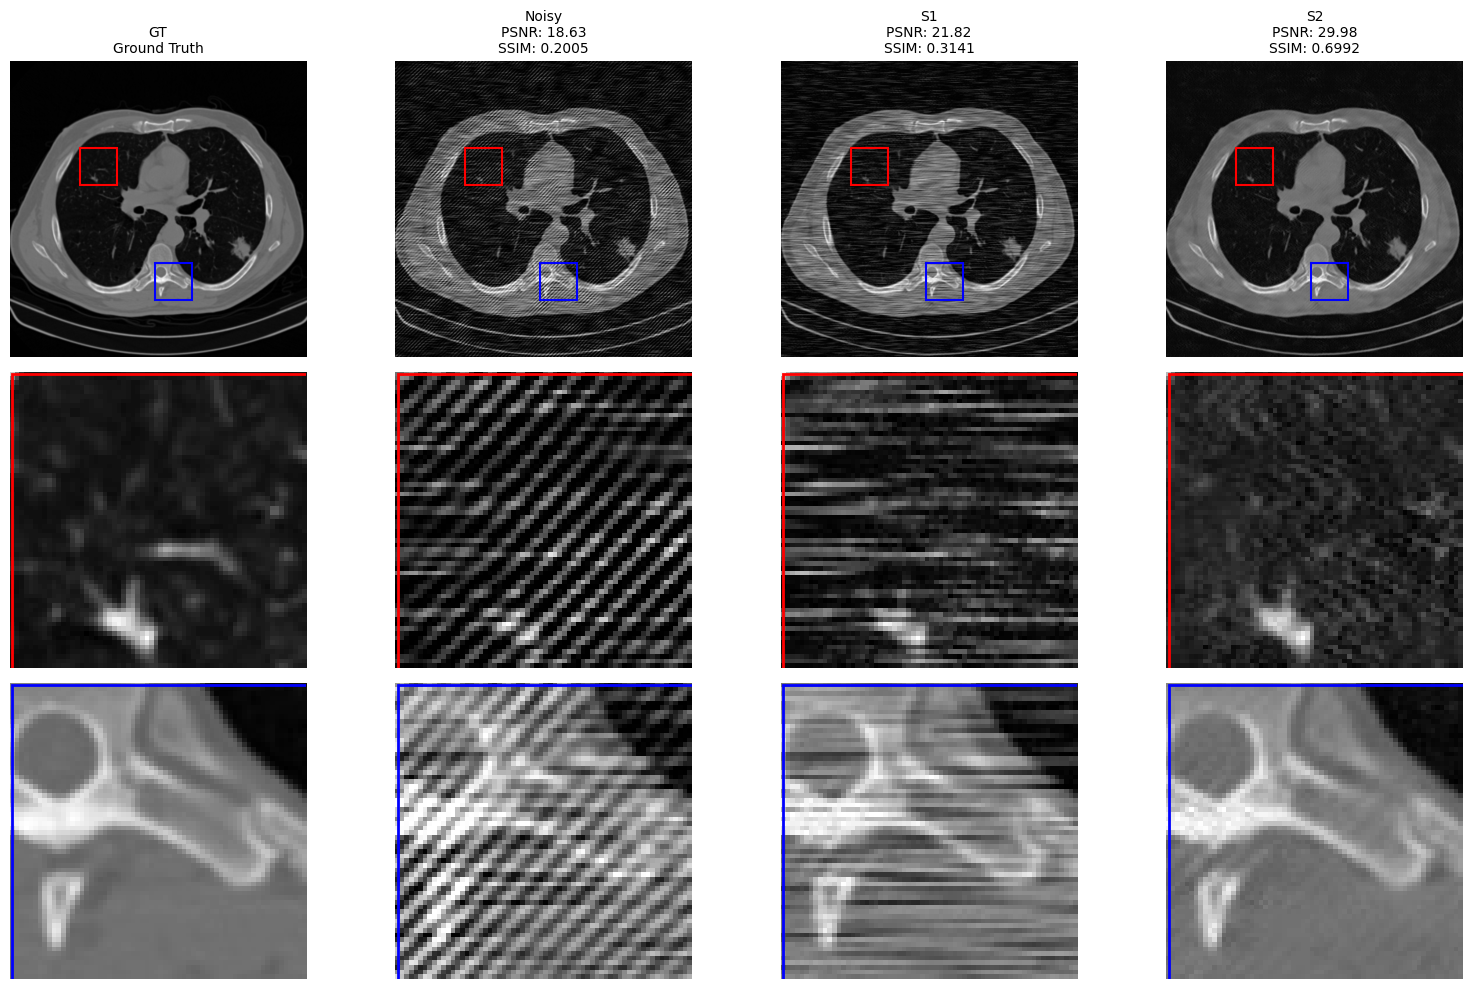 GT
Ground Truth
Noisy
PSNR: 18.63
SSIM: 0.2005
S1
PSNR: 21.82
SSIM: 0.3141
S2
PSNR: 29.98
SSIM: 0.6992